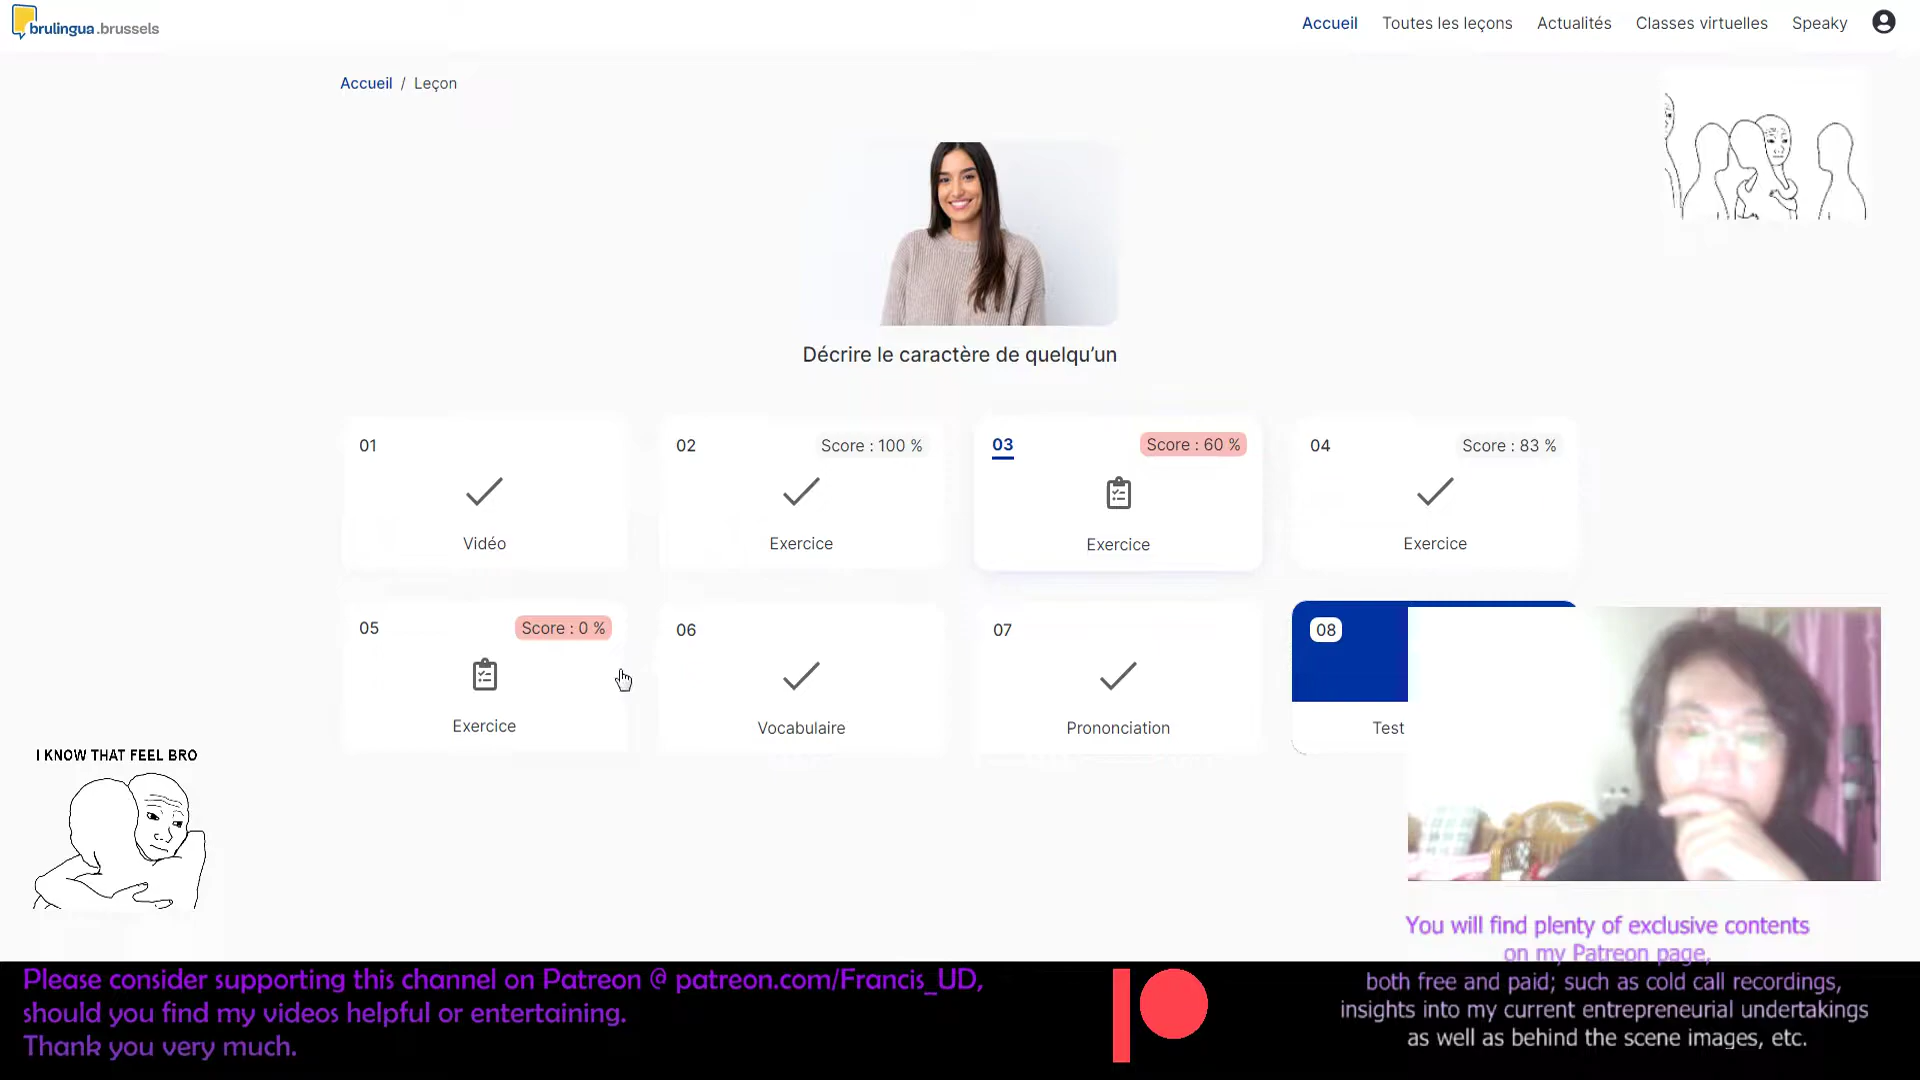 brulingua.brussels
Accueil
Toutes les leçons
Actualités
Classes virtuelles
Speaky
Accueil / Leçon
Décrire le caractère de quelqu’un
01
Vidéo
02
Score : 100 %
Exercice
03
Score : 60 %
Exercice
04
Score : 83 %
Exercice
05
Score : 0 %
Exercice
06
Vocabulaire
07
Prononciation
08
Test
I KNOW THAT FEEL BRO
You will find plenty of exclusive contents
on my Patreon page,
both free and paid; such as cold call recordings,
insights into my current entrepreneurial undertakings
as well as behind the scene images, etc.
Please consider supporting this channel on Patreon @ patreon.com/Francis_UD,
should you find my videos helpful or entertaining.
Thank you very much.